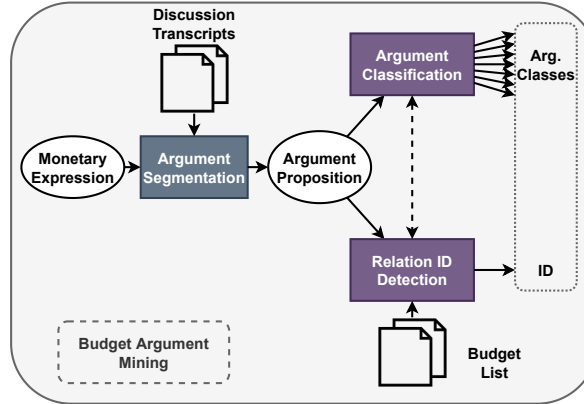 Discussion
Transcripts
Argument
Classification
Arg.
Classes
Monetary
Expression
Argument
Segmentation
Argument
Proposition
Relation ID
Detection
ID
Budget Argument
Mining
Budget
List